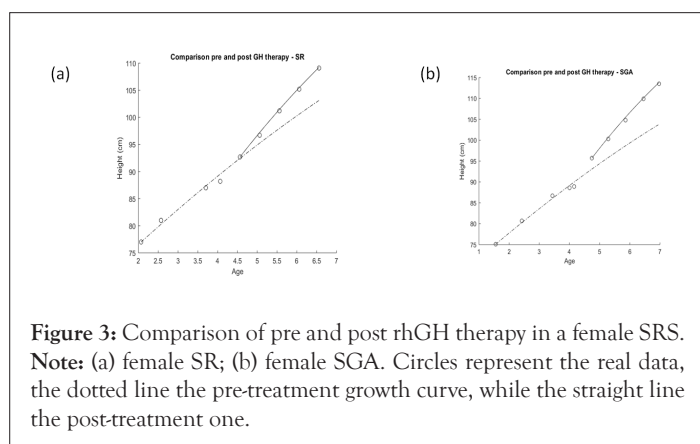 (a)
Comparison pre and post GH therapy - SR
110
105
100
95
90
85
80
75
Height (cm)
2 2.5 3 3.5 4 4.5 5 5.5 6 6.5 7
Age
(b)
Comparison pre and post GH therapy - SGA
115
110
105
100
95
90
85
80
75
Height (cm)
1 2 3 4 5 6 7
Age
Figure 3: Comparison of pre and post rhGH therapy in a female SRS.
Note: (a) female SR; (b) female SGA. Circles represent the real data,
the dotted line the pre-treatment growth curve, while the straight line
the post-treatment one.